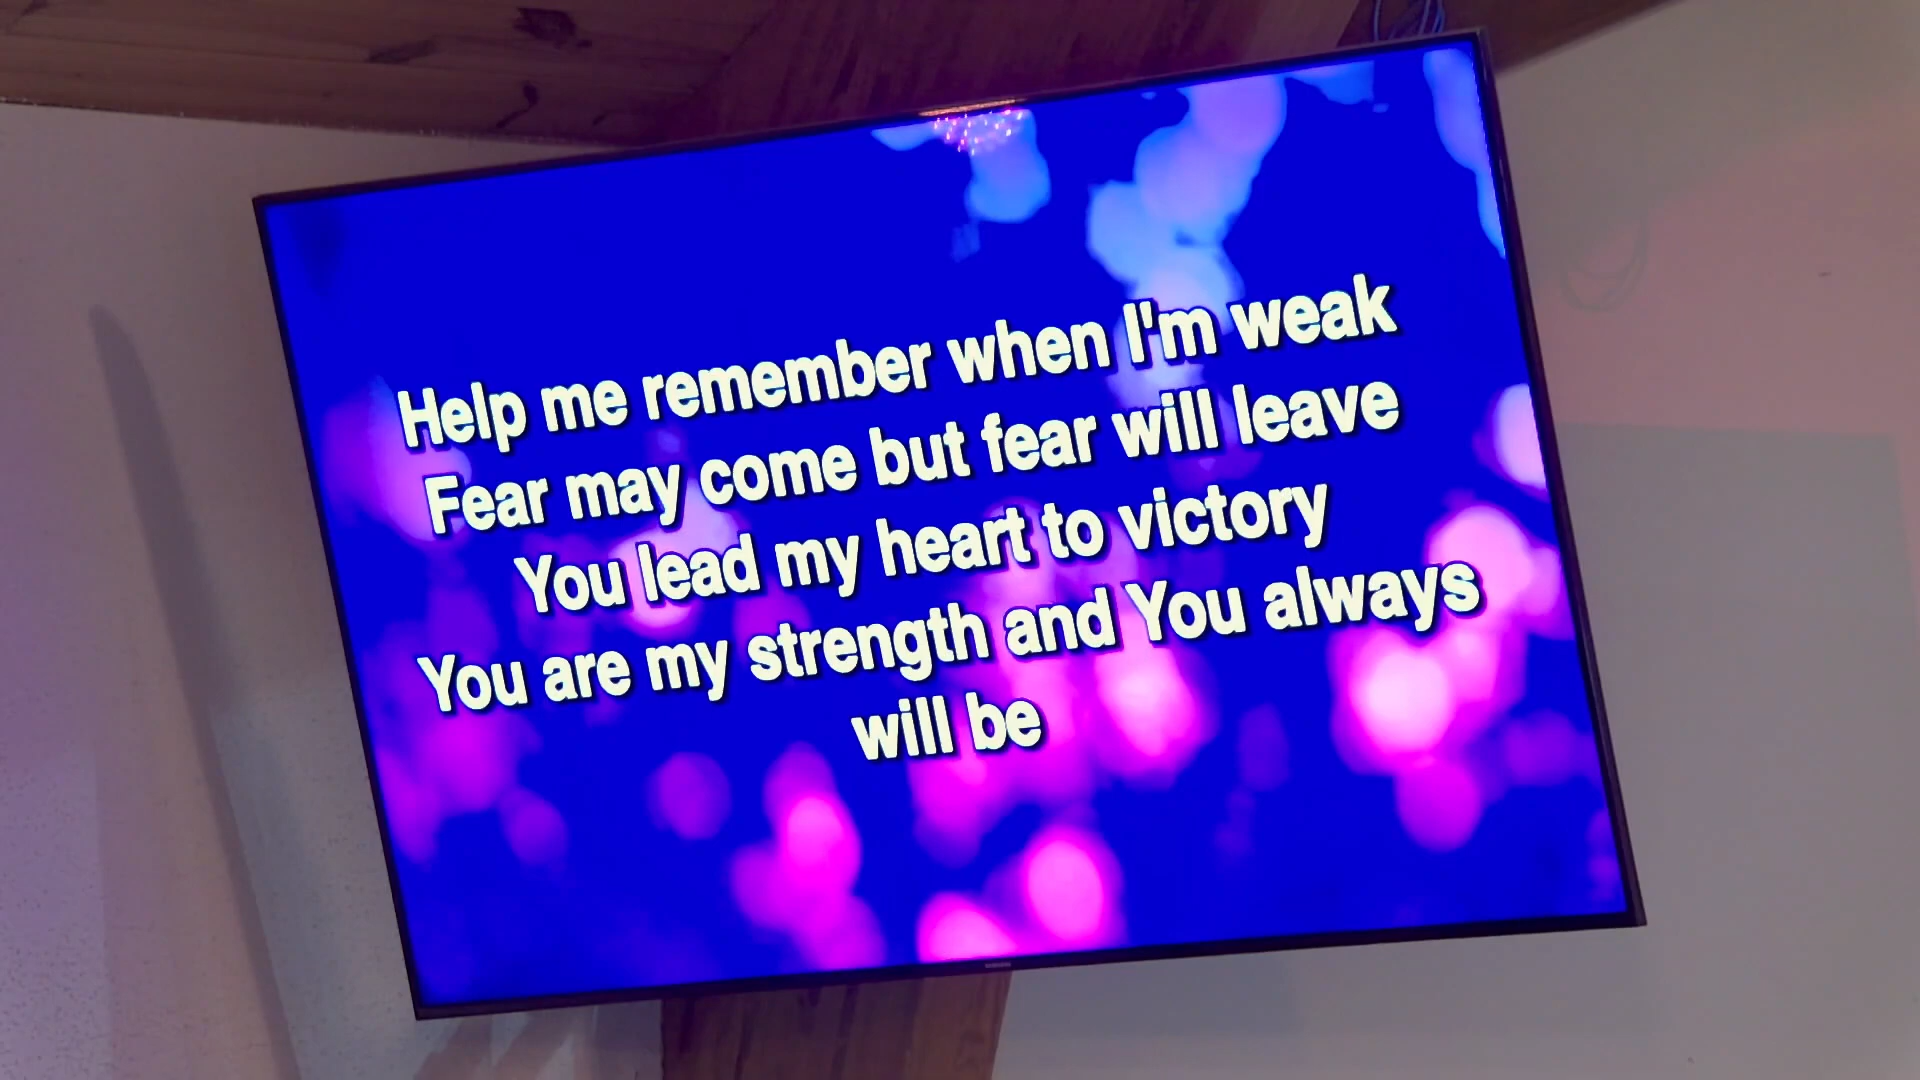 Help me remember when I'm weak
Fear may come but fear will leave
You lead my heart to victory
You are my strength and You always
will be